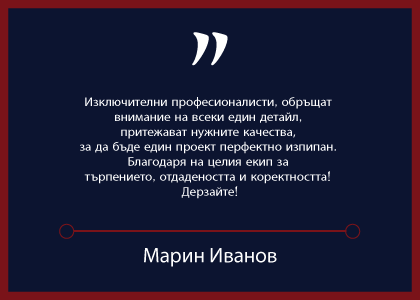 ”
Изключителни професионалисти, обръщат
внимание на всеки един детайл,
притежават нужните качества,
за да бъде един проект перфектно изпипан.
Благодаря на целия екип за
търпението, отдадеността и коректността!
Дерзайте!
Марин Иванов